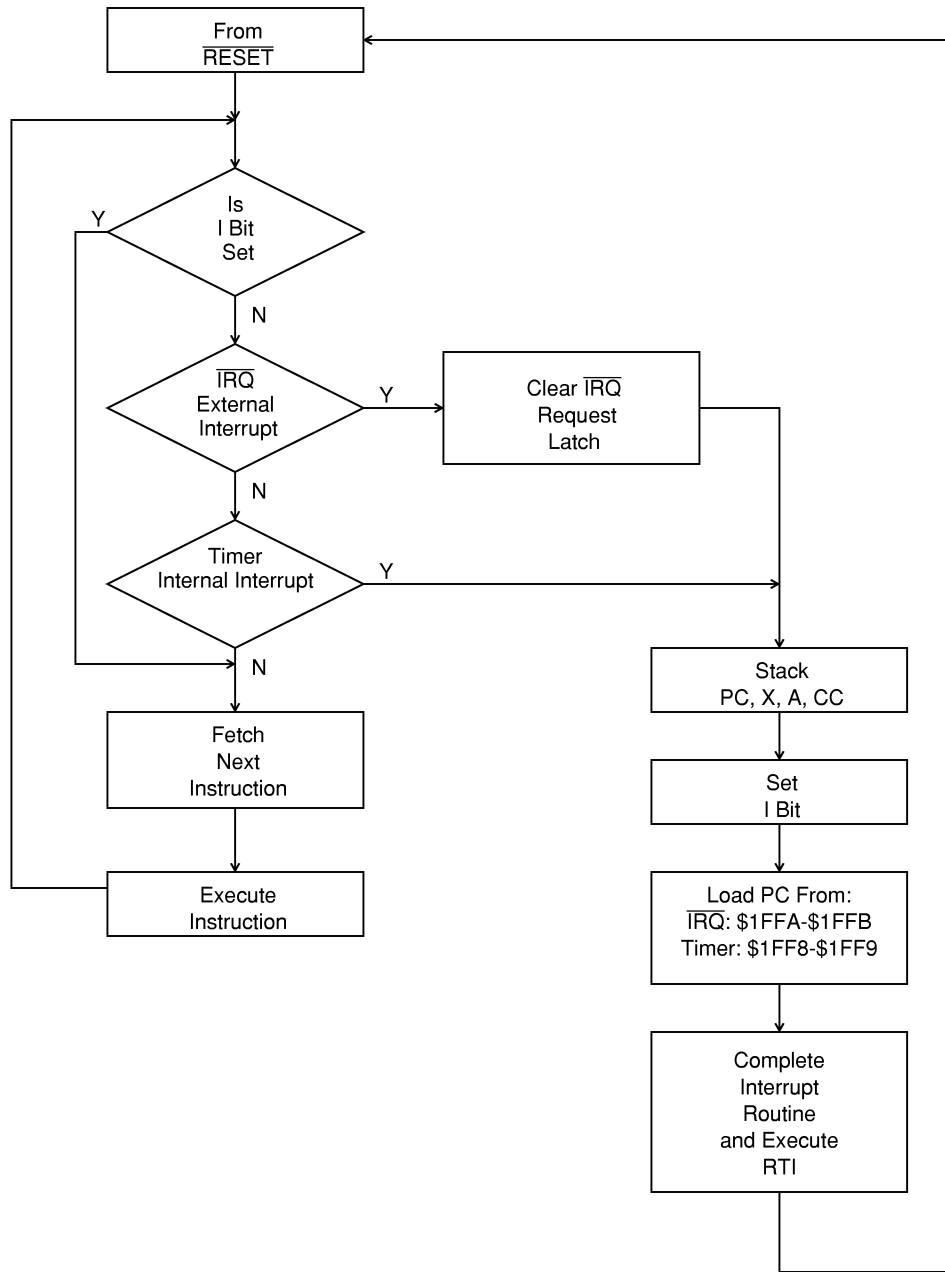 From
RESET
Is
I Bit
Set
Y
N
IRQ
External
Interrupt
Y
N
Clear IRQ
Request
Latch
Timer
Internal Interrupt
Y
N
Fetch
Next
Instruction
Execute
Instruction
Stack
PC, X, A, CC
Set
I Bit
Load PC From:
IRQ: $1FFA-$1FFB
Timer: $1FF8-$1FF9
Complete
Interrupt
Routine
and Execute
RTI